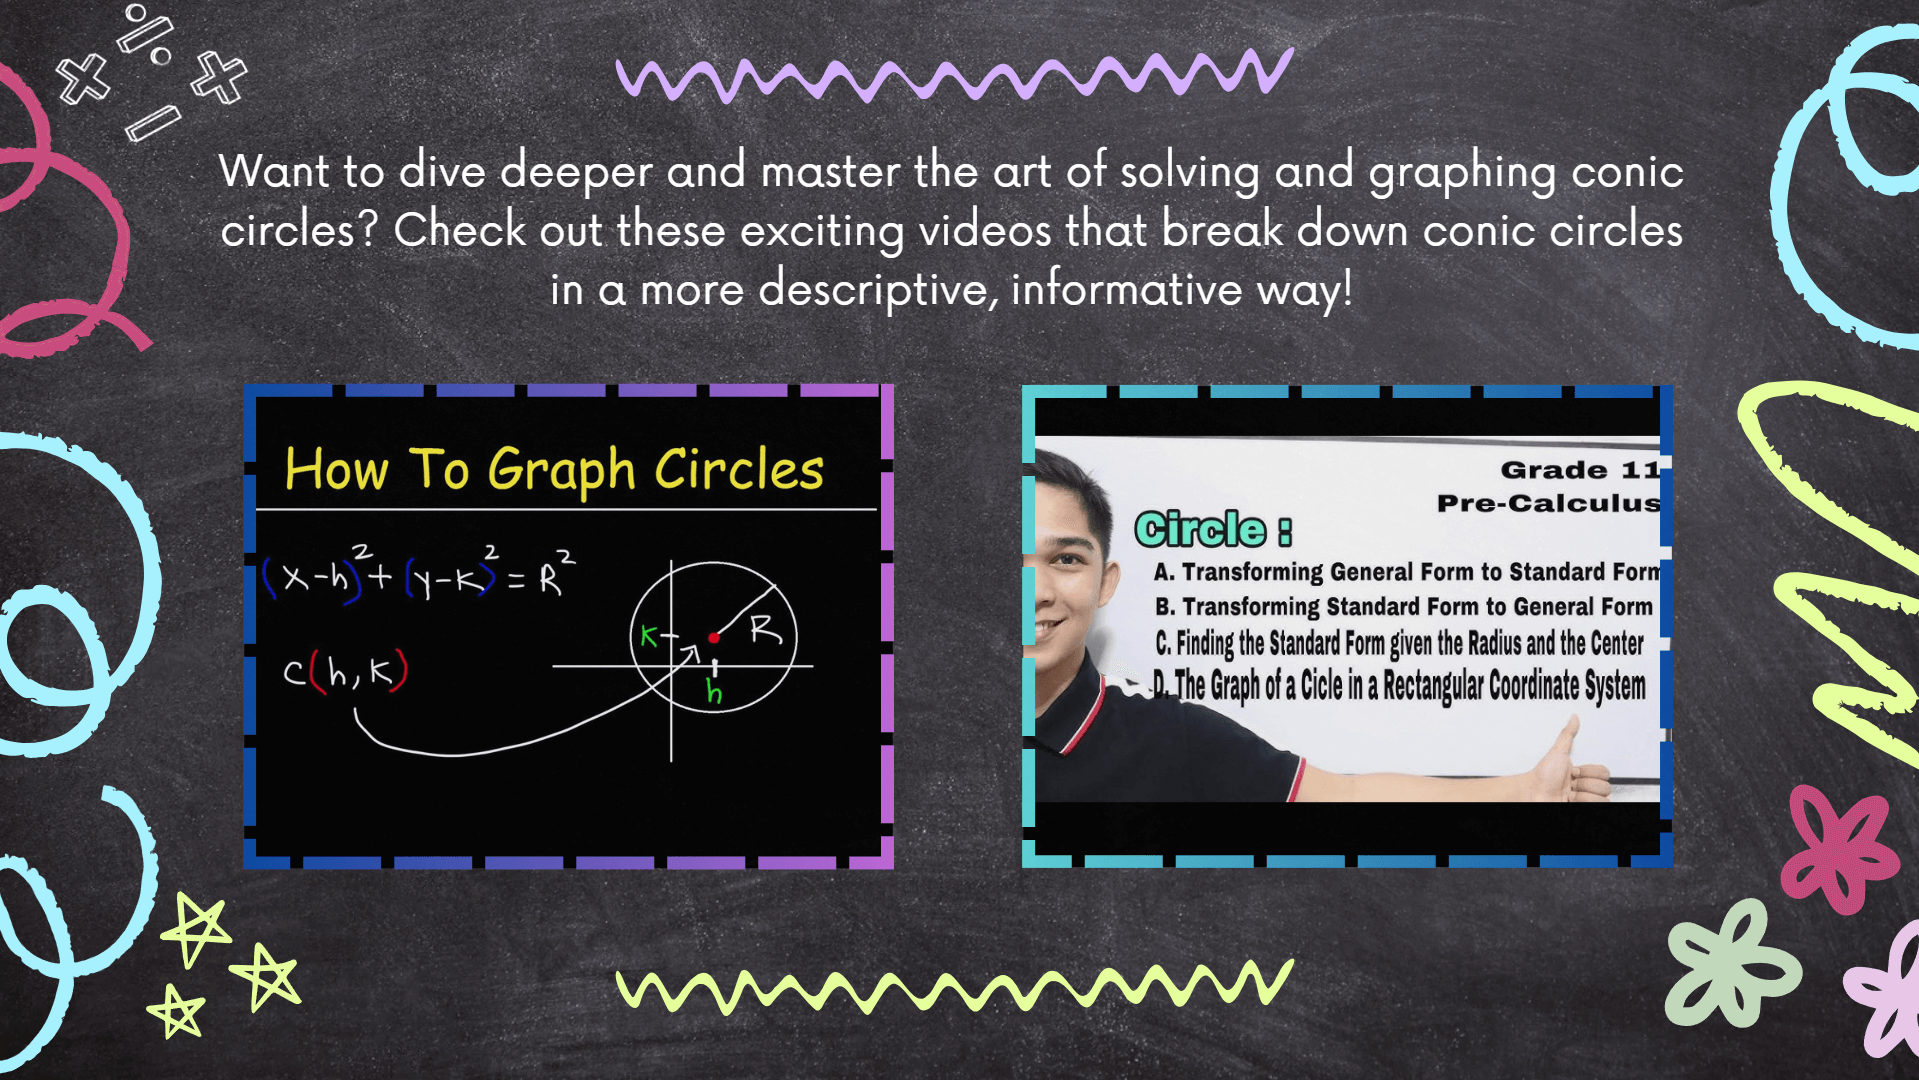 Want to dive deeper and master the art of solving and graphing conic
circles? Check out these exciting videos that break down conic circles
in a more descriptive, informative way!
How To Graph Circles
(x-h)²+(y-k)²=R²
C(h,k)
K
R
h
Grade 11
Pre-Calculus
Circle :
A. Transforming General Form to Standard Form
B. Transforming Standard Form to General Form
C. Finding the Standard Form given the Radius and the Center
D. The Graph of a Cicle in a Rectangular Coordinate System